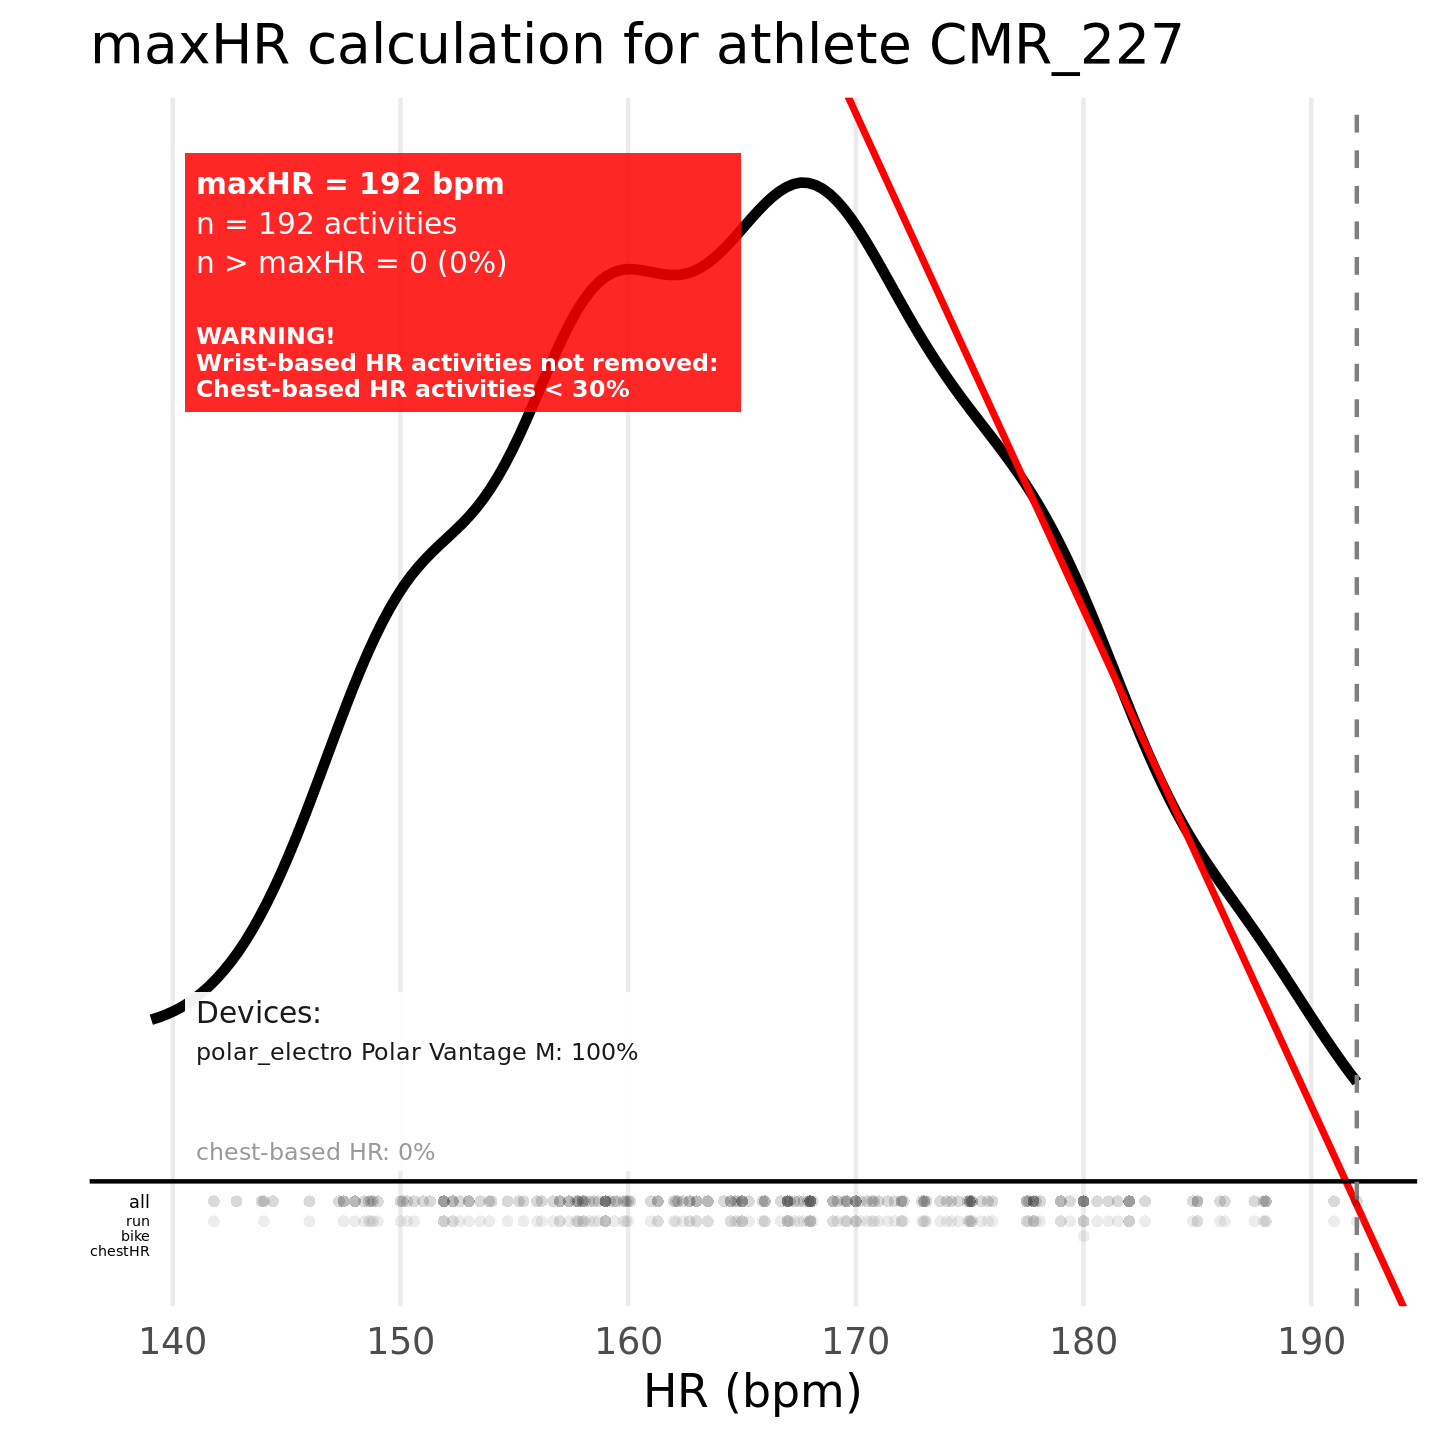 maxHR calculation for athlete CMR_227
maxHR = 192 bpm
n = 192 activities
n > maxHR = 0 (0%)
WARNING!
Wrist-based HR activities not removed:
Chest-based HR activities < 30%
Devices:
polar_electro Polar Vantage M: 100%
chest-based HR: 0%
all
run
bike
chestHR
140 150 160 170 180 190
HR (bpm)